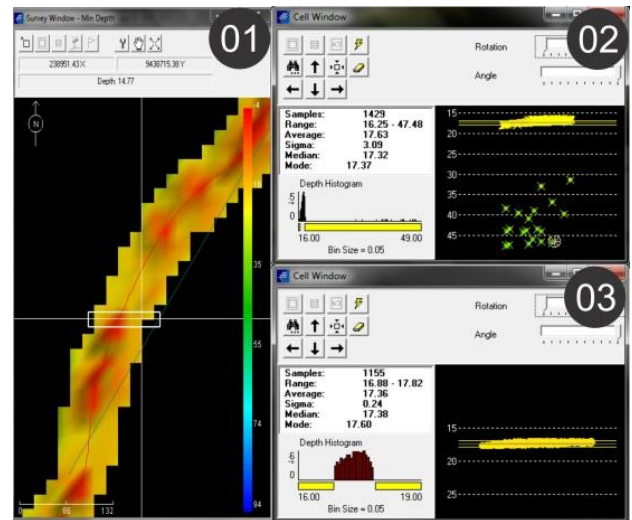 Survey Window - Min Depth
01
238951.43 X
9438715.38 Y
Depth: 14.77
N
-4
16
35
55
74
94
0
66
132
Cell Window
02
Rotation
Angle
Samples: 1429
Range: 16.25 - 47.48
Average: 17.63
Sigma: 3.09
Median: 17.32
Mode: 17.37
Depth Histogram
0
16.00
49.00
Bin Size = 0.05
15
20
25
30
35
40
45
Cell Window
03
Rotation
Angle
Samples: 1155
Range: 16.88 - 17.82
Average: 17.36
Sigma: 0.24
Median: 17.38
Mode: 17.60
Depth Histogram
0
16.00
19.00
Bin Size = 0.05
15
20
25